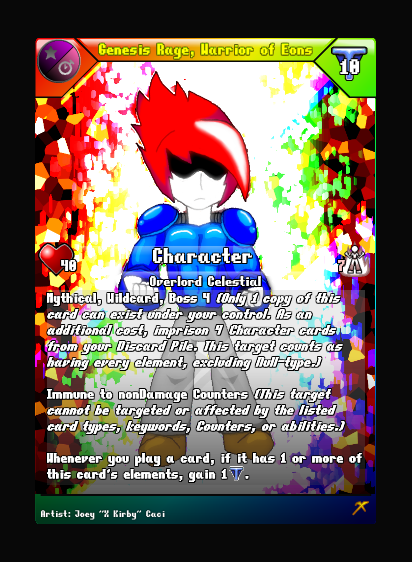 Genesis Rage, Warrior of Eons
10
Character
40
7
Overlord Celestial
Mythical, Wildcard, Boss 4 (Only 1 copy of this
card can exist under your control. As an
additional cost, imprison 4 Character cards
from your Discard Pile. This target counts as
having every element, excluding Null-type.)
Immune to nonDamage Counters (This target
cannot be targeted or affected by the listed
card types, keywords, Counters, or abilities.)
Whenever you play a card, if it has 1 or more of
this card's elements, gain 1 .
Artist: Joey "X Kirby" Caci